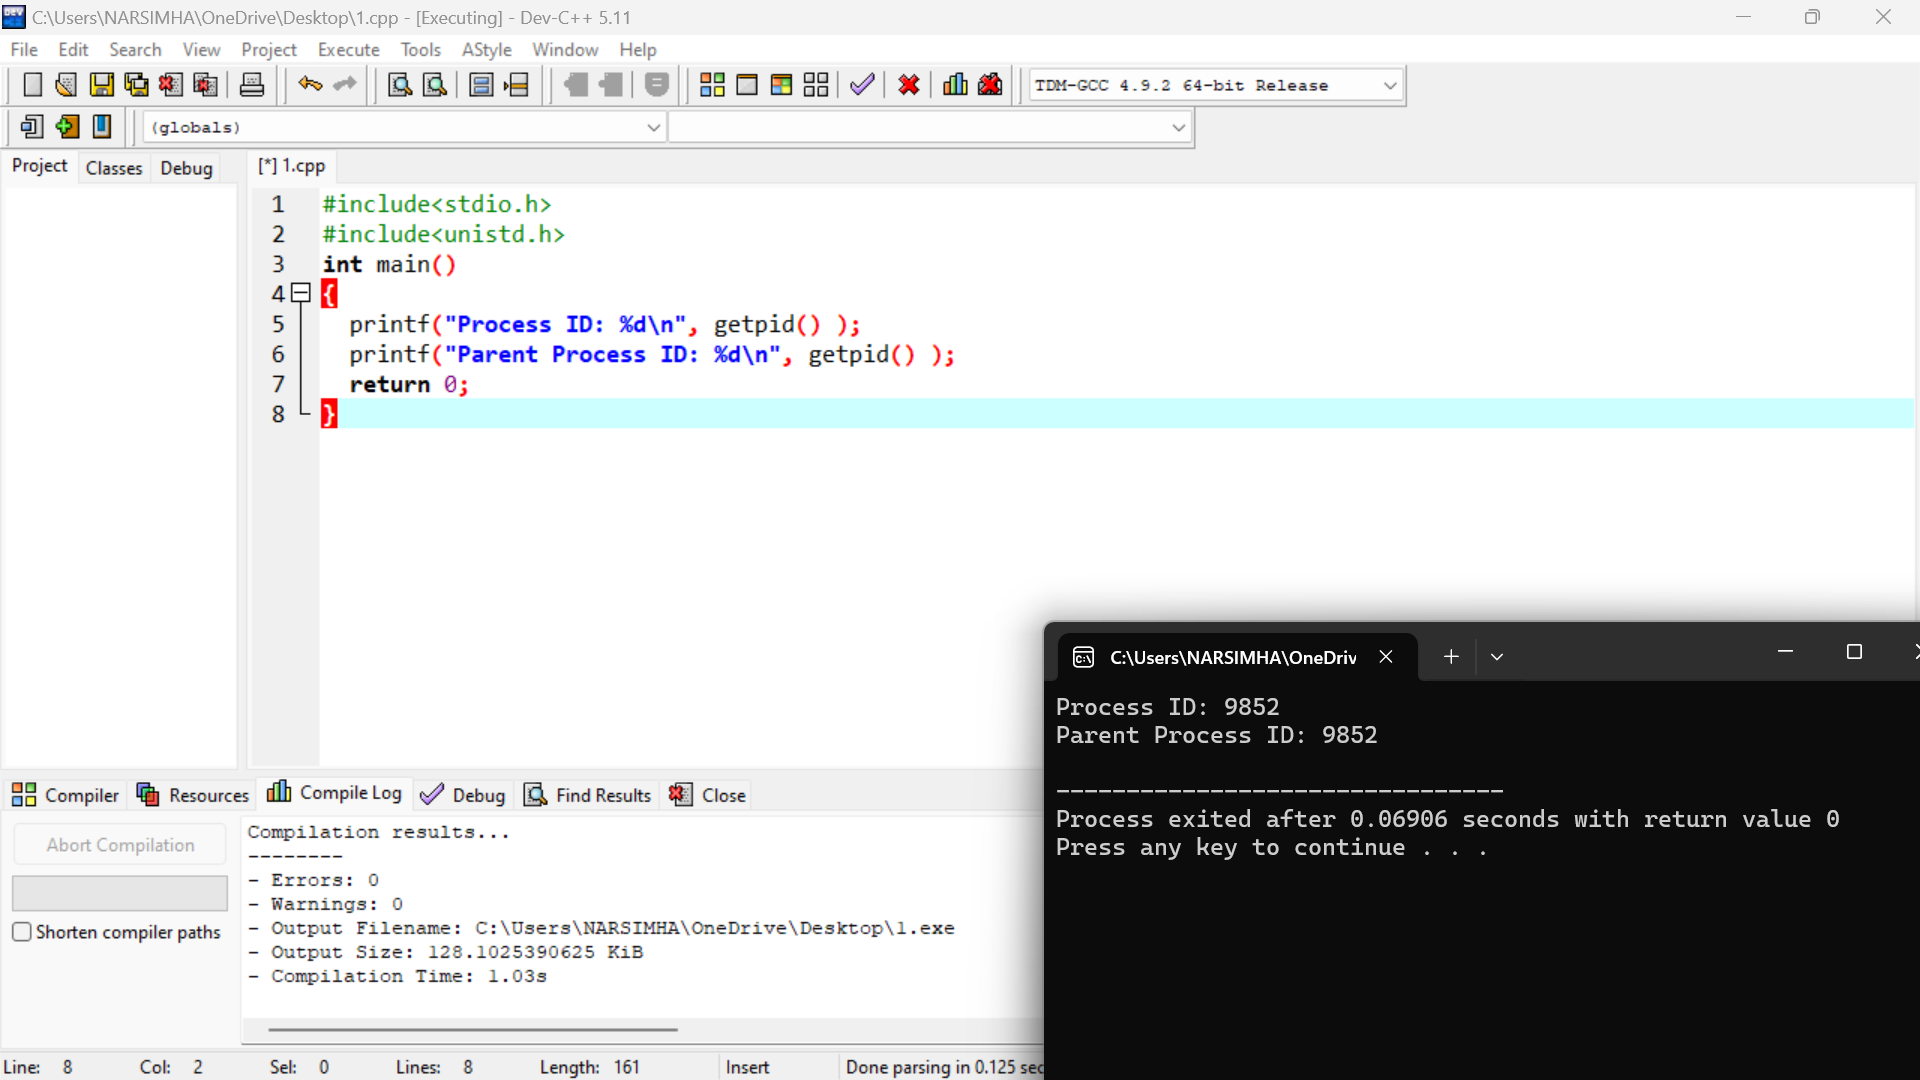 C:\Users\NARSIMHA\OneDrive\Desktop\1.cpp - [Executing] - Dev-C++ 5.11
File Edit Search View Project Execute Tools AStyle Window Help
TDM-GCC 4.9.2 64-bit Release
(globals)
Project Classes Debug
[*] 1.cpp
1 #include<stdio.h>
2 #include<unistd.h>
3 int main()
4 {
5 printf("Process ID: %d\n", getpid() );
6 printf("Parent Process ID: %d\n", getpid() );
7 return 0;
8 }
C:\Users\NARSIMHA\OneDriv
Process ID: 9852
Parent Process ID: 9852
--------------------------------
Process exited after 0.06906 seconds with return value 0
Press any key to continue . . .
Compiler Resources Compile Log Debug Find Results Close
Abort Compilation
Shorten compiler paths
Compilation results...
--------
- Errors: 0
- Warnings: 0
- Output Filename: C:\Users\NARSIMHA\OneDrive\Desktop\1.exe
- Output Size: 128.1025390625 KiB
- Compilation Time: 1.03s
Line: 8 Col: 2 Sel: 0 Lines: 8 Length: 161 Insert Done parsing in 0.125 sec